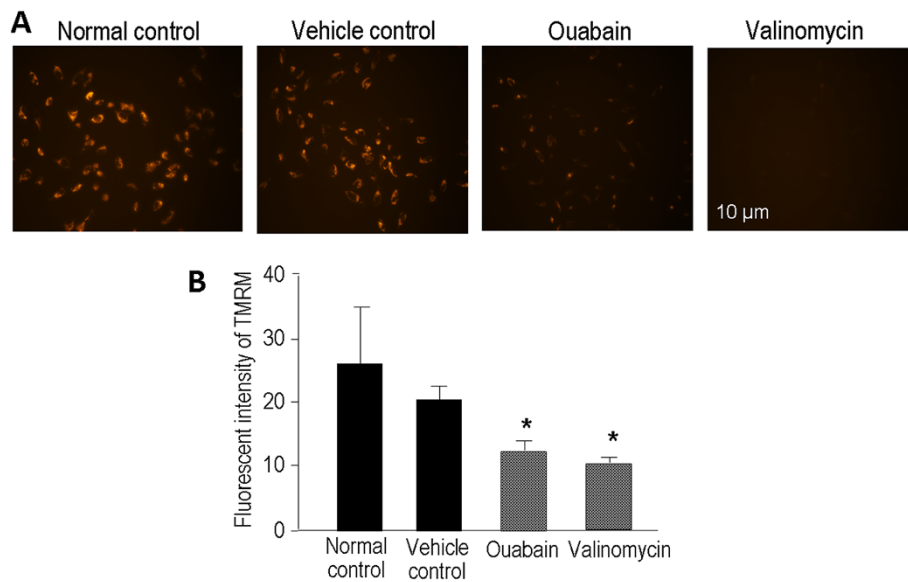 A
Normal control Vehicle control Ouabain Valinomycin
10 µm
B
Fluorescent intensity of TMRM
40
30
20
10
0
* *
Normal control
Vehicle control
Ouabain
Valinomycin